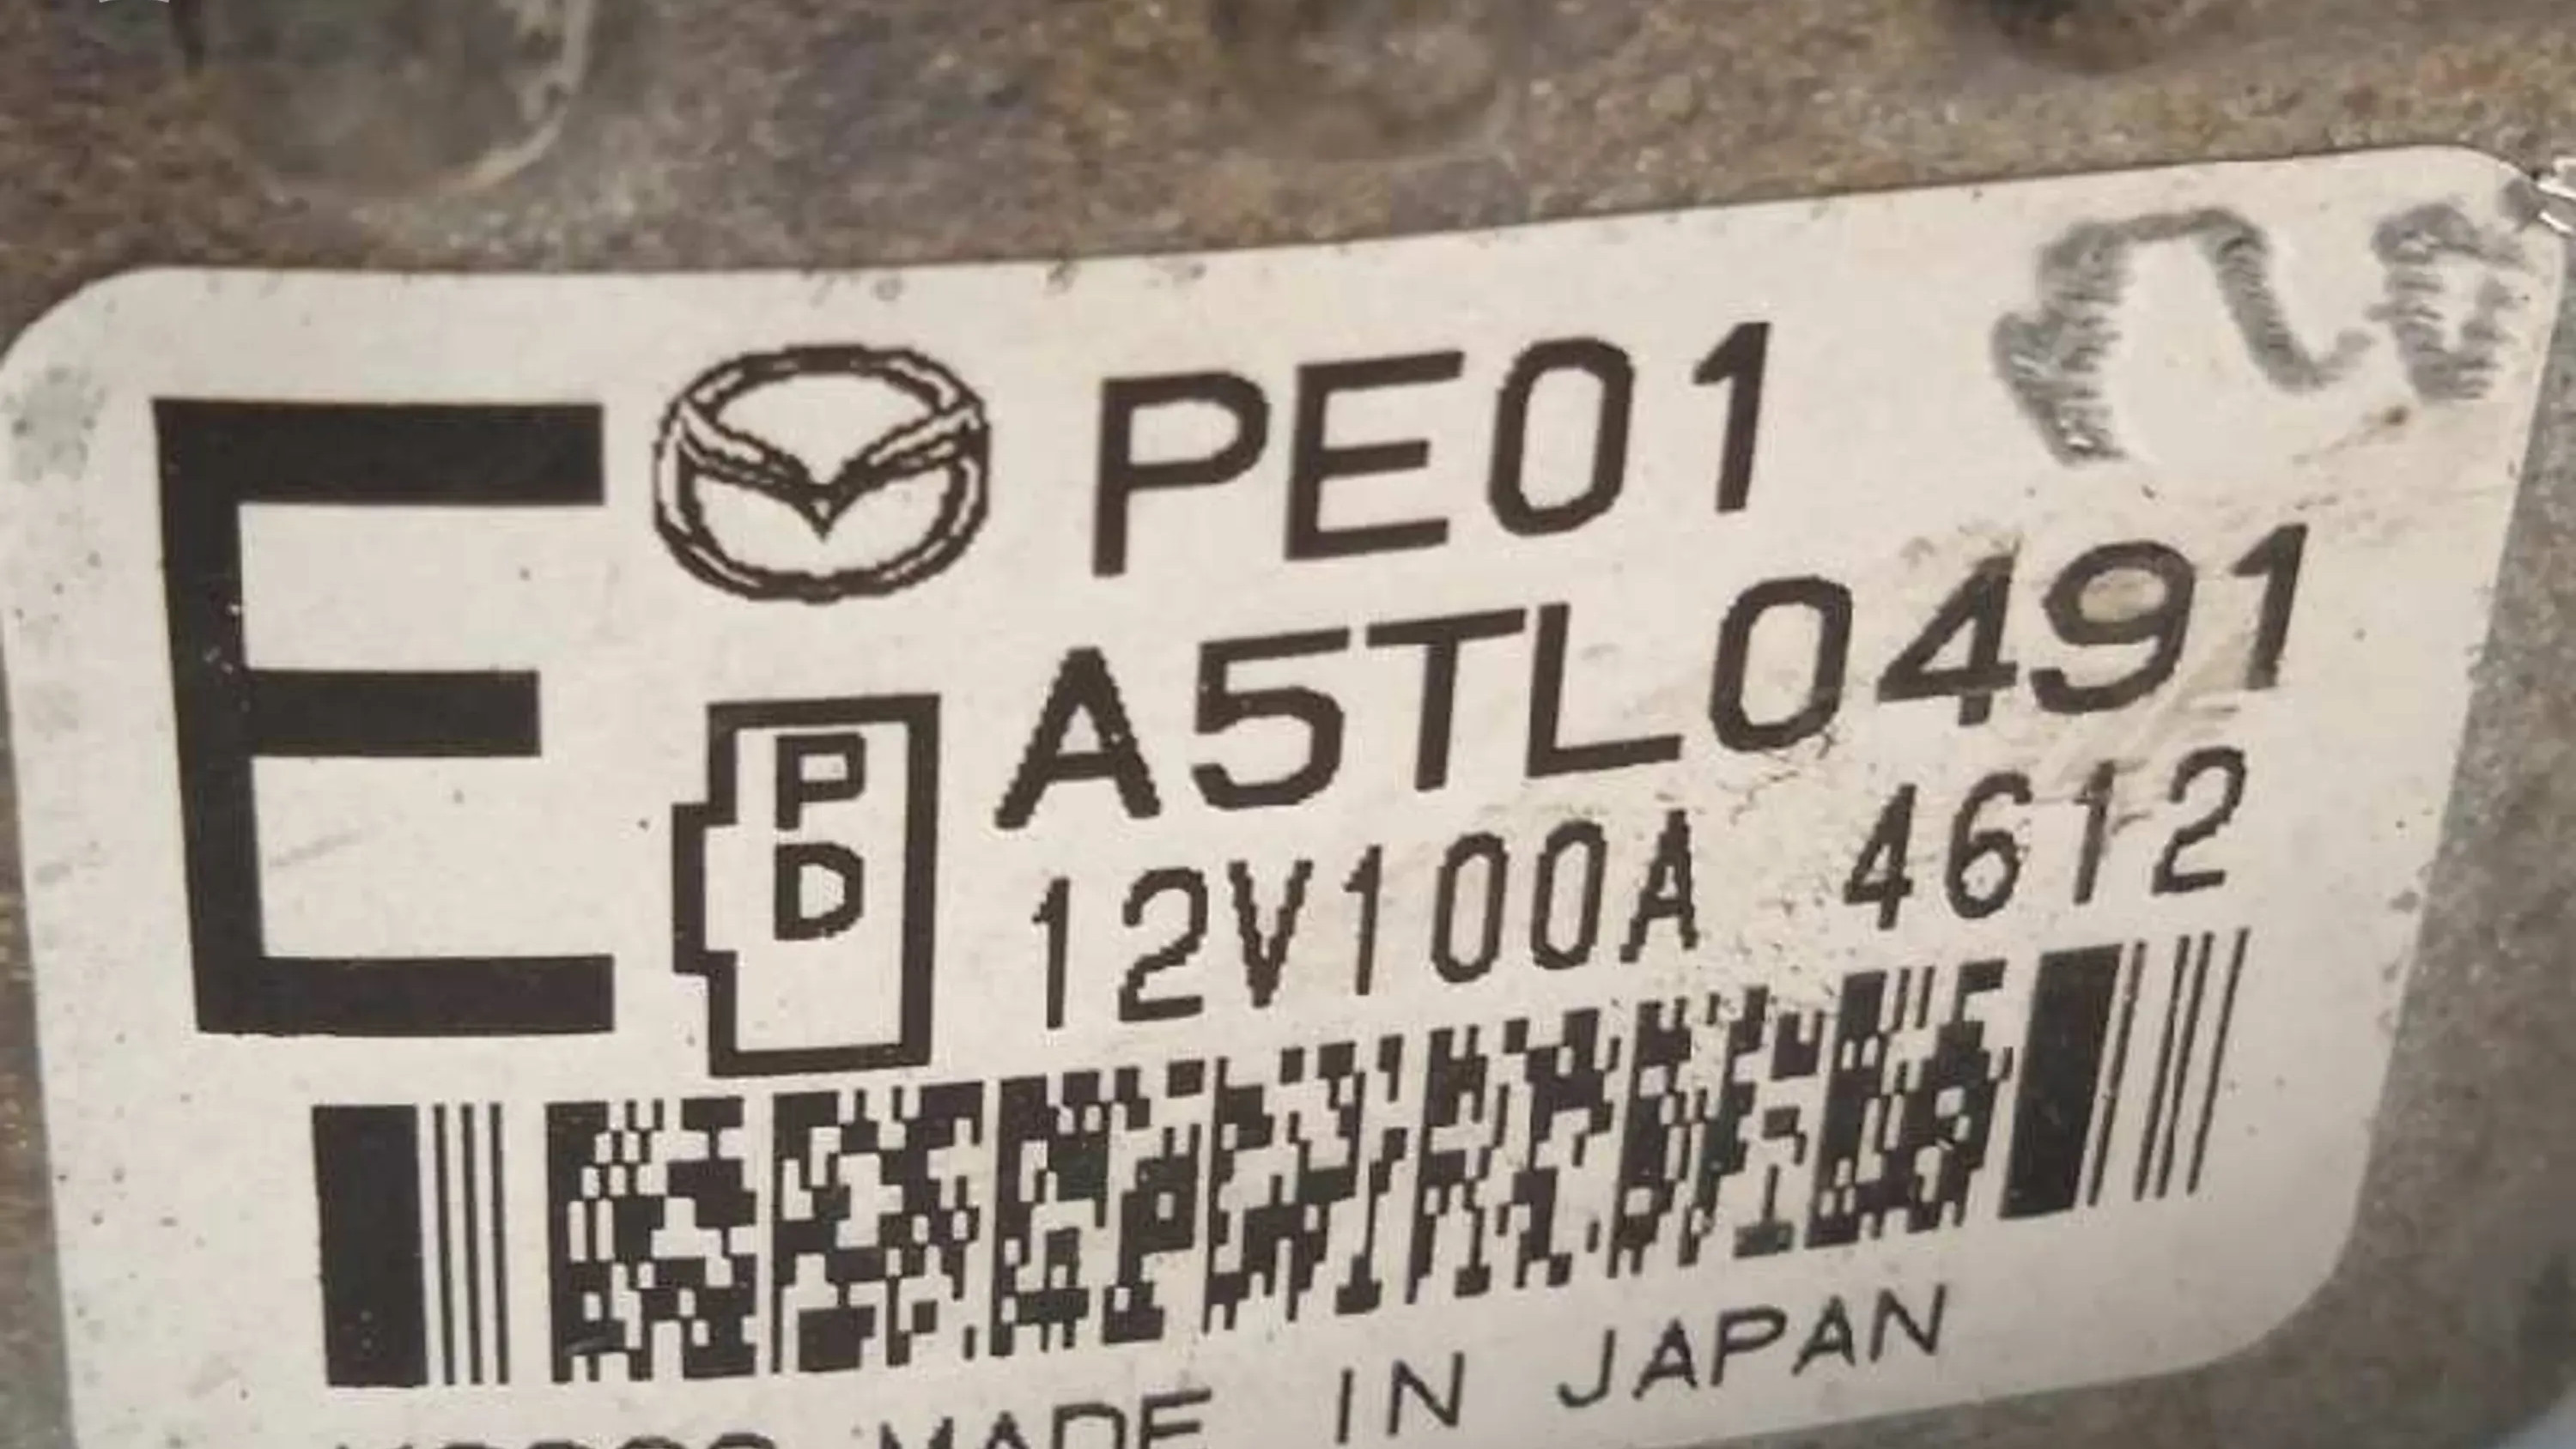 E
PE01
A5TL0491
P
D
12V100A 4612
MADE IN JAPAN